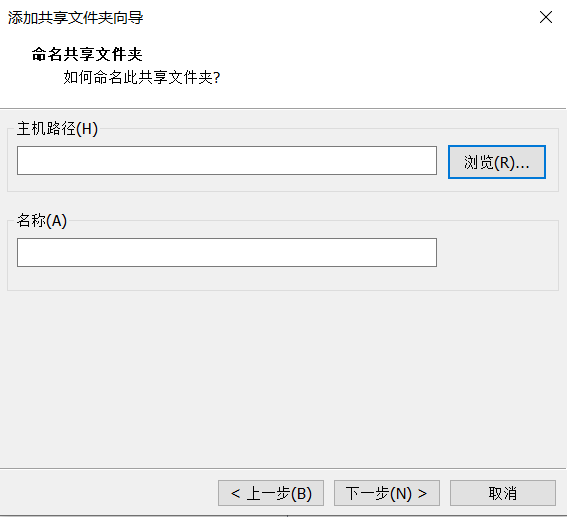 添加共享文件夹向导
命名共享文件夹
如何命名此共享文件夹?
主机路径(H)
浏览(R)...
名称(A)
< 上一步(B)
下一步(N) >
取消